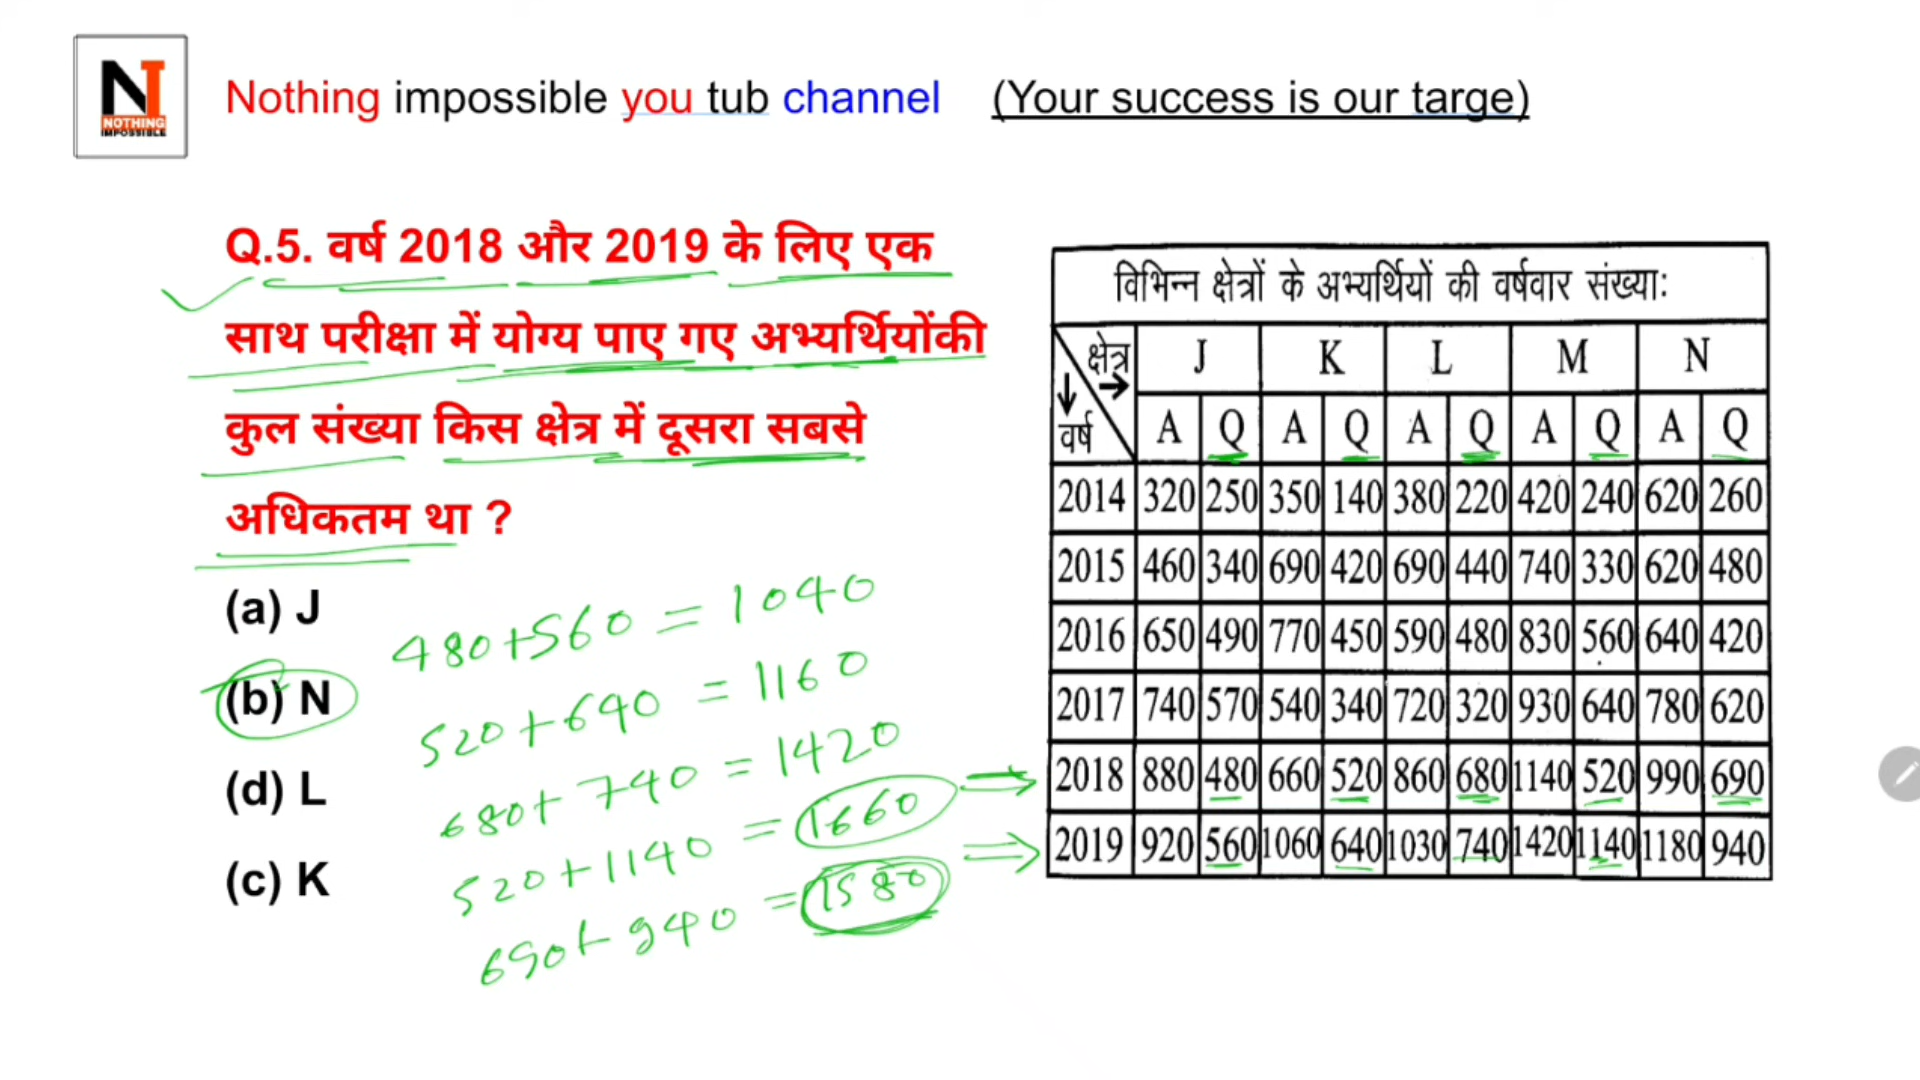 NOTHING
IMPOSSIBLE
Nothing impossible you tub channel (Your success is our targe)
Q.5. वर्ष 2018 और 2019 के लिए एक
साथ परीक्षा में योग्य पाए गए अभ्यर्थियोंकी
कुल संख्या किस क्षेत्र में दूसरा सबसे
अधिकतम था ?
(a) J
(b) N
(d) L
(c) K
480+560 = 1040
520+640 = 1160
680+ 740 = 1420
520+1140 = 1660
690+ 940 = 1580
विभिन्न क्षेत्रों के अभ्यर्थियों की वर्षवार संख्या:
क्षेत्र → J K L M N
↓ वर्ष A Q A Q A Q A Q A Q
2014 320 250 350 140 380 220 420 240 620 260
2015 460 340 690 420 690 440 740 330 620 480
2016 650 490 770 450 590 480 830 560 640 420
2017 740 570 540 340 720 320 930 640 780 620
2018 880 480 660 520 860 680 1140 520 990 690
2019 920 560 1060 640 1030 740 1420 1140 1180 940